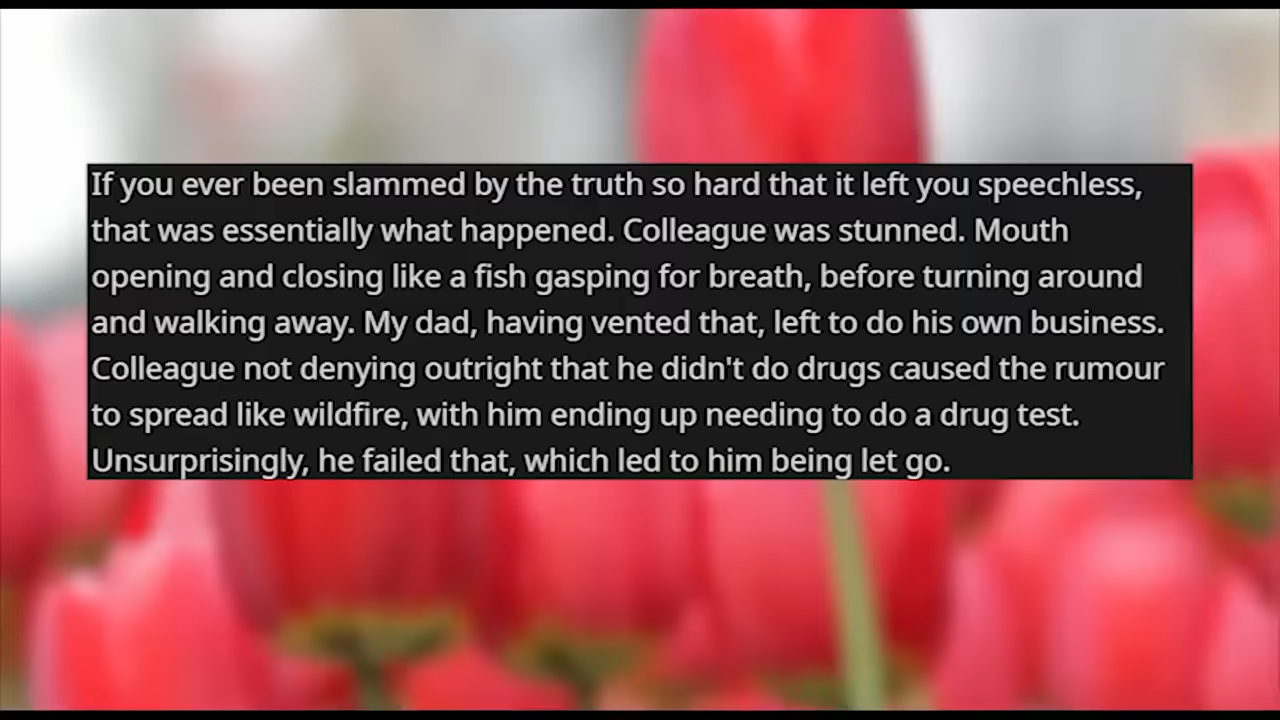 If you ever been slammed by the truth so hard that it left you speechless,
that was essentially what happened. Colleague was stunned. Mouth
opening and closing like a fish gasping for breath, before turning around
and walking away. My dad, having vented that, left to do his own business.
Colleague not denying outright that he didn't do drugs caused the rumour
to spread like wildfire, with him ending up needing to do a drug test.
Unsurprisingly, he failed that, which led to him being let go.